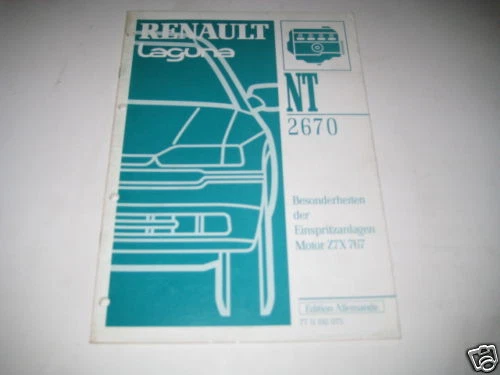 RENAULT
Laguna
NT
2670
Besonderheiten
der
Einspritzanlagen
Motor Z7X 767
Edition Allemande